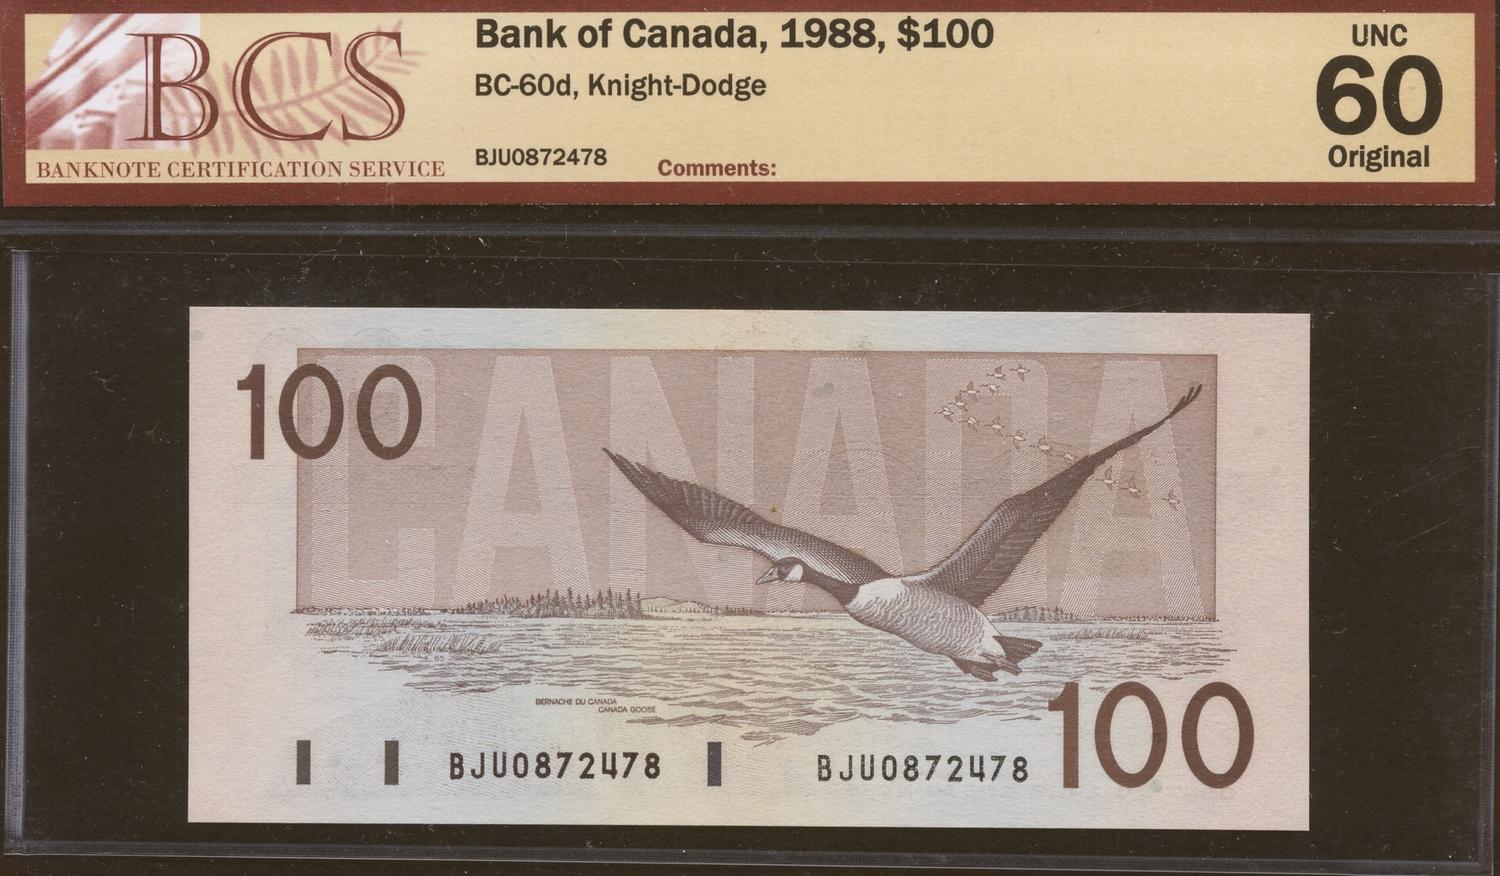 BCS
BANKNOTE CERTIFICATION SERVICE
Bank of Canada, 1988, $100
BC-60d, Knight-Dodge
BJU0872478
Comments:
UNC
60
Original
100
CANADA
BERNACHE DU CANADA
CANADA GOOSE
BJU0872478
BJU0872478
100